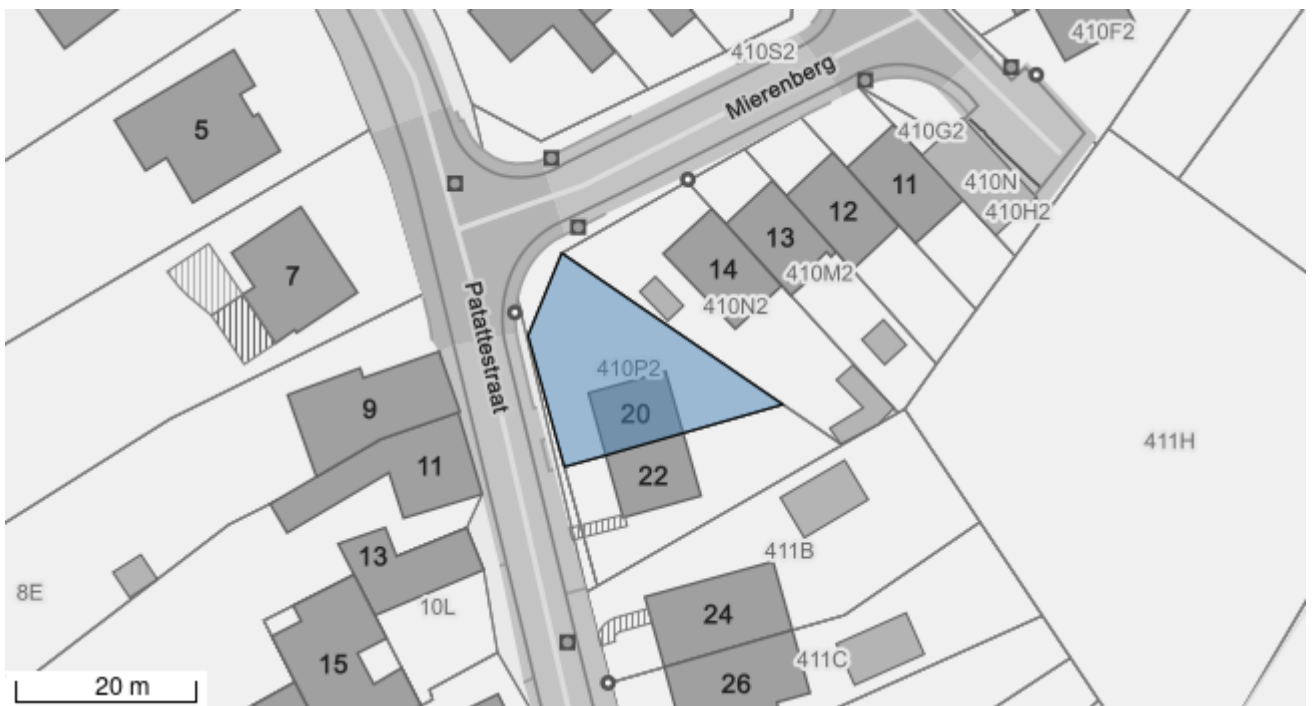 410F2
410S2
Mierenberg
5
410G2
410N
11
410H2
12
13
7
14
410M2
410N2
Patattestraat
410P2
9
20
411H
11
22
411B
13
8E
10L
24
15
411C
26
20 m